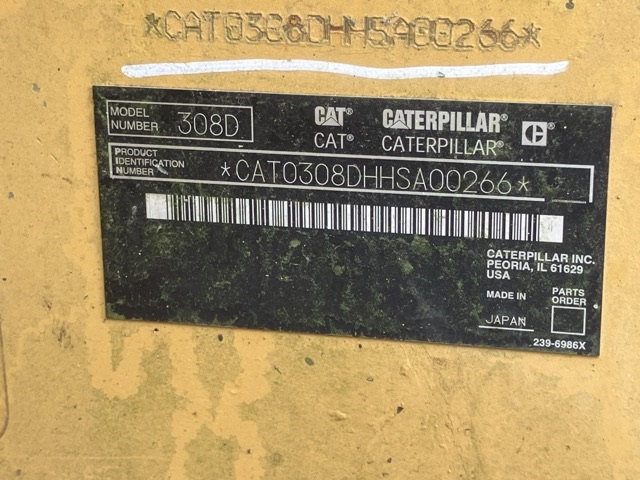 *CAT0308DHHSA00266*
MODEL NUMBER 308D
CAT® CATERPILLAR®
CAT® CATERPILLAR®
PRODUCT IDENTIFICATION NUMBER *CAT0308DHHSA00266*
CATERPILLAR INC.
PEORIA, IL 61629
USA
MADE IN JAPAN
PARTS ORDER
239-6986X